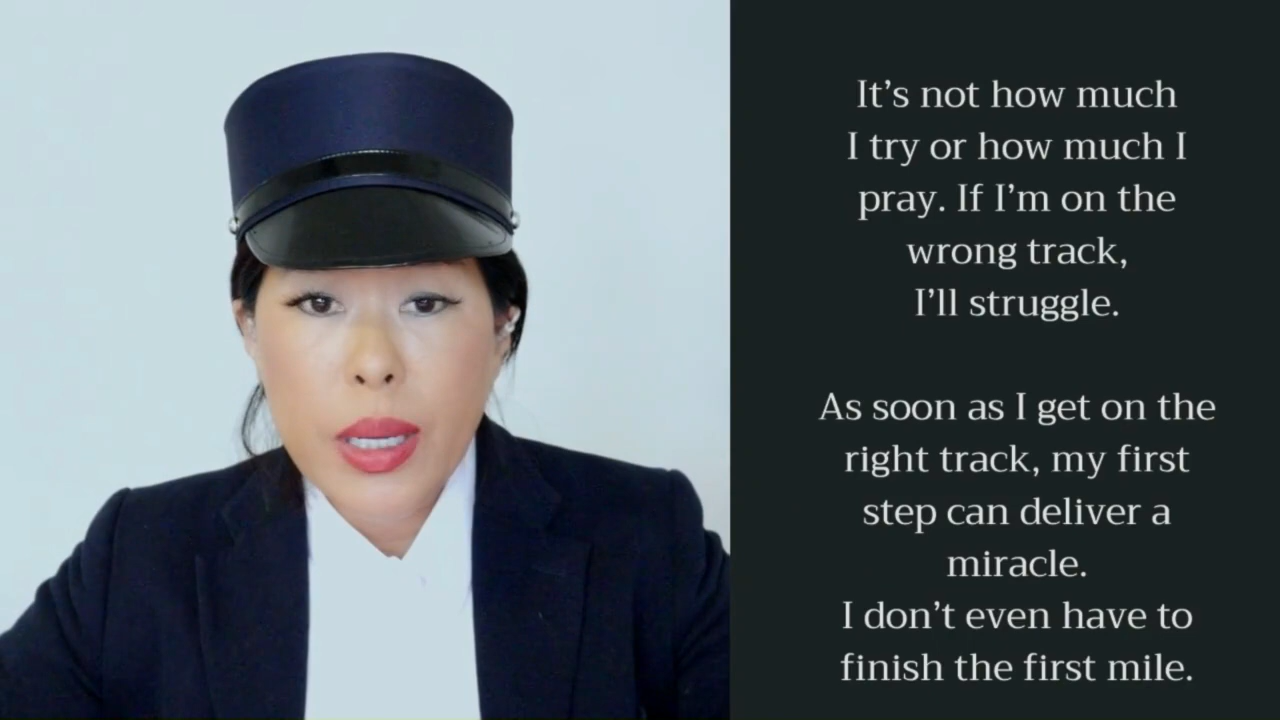 It’s not how much
I try or how much I
pray. If I’m on the
wrong track,
I’ll struggle.
As soon as I get on the
right track, my first
step can deliver a
miracle.
I don’t even have to
finish the first mile.